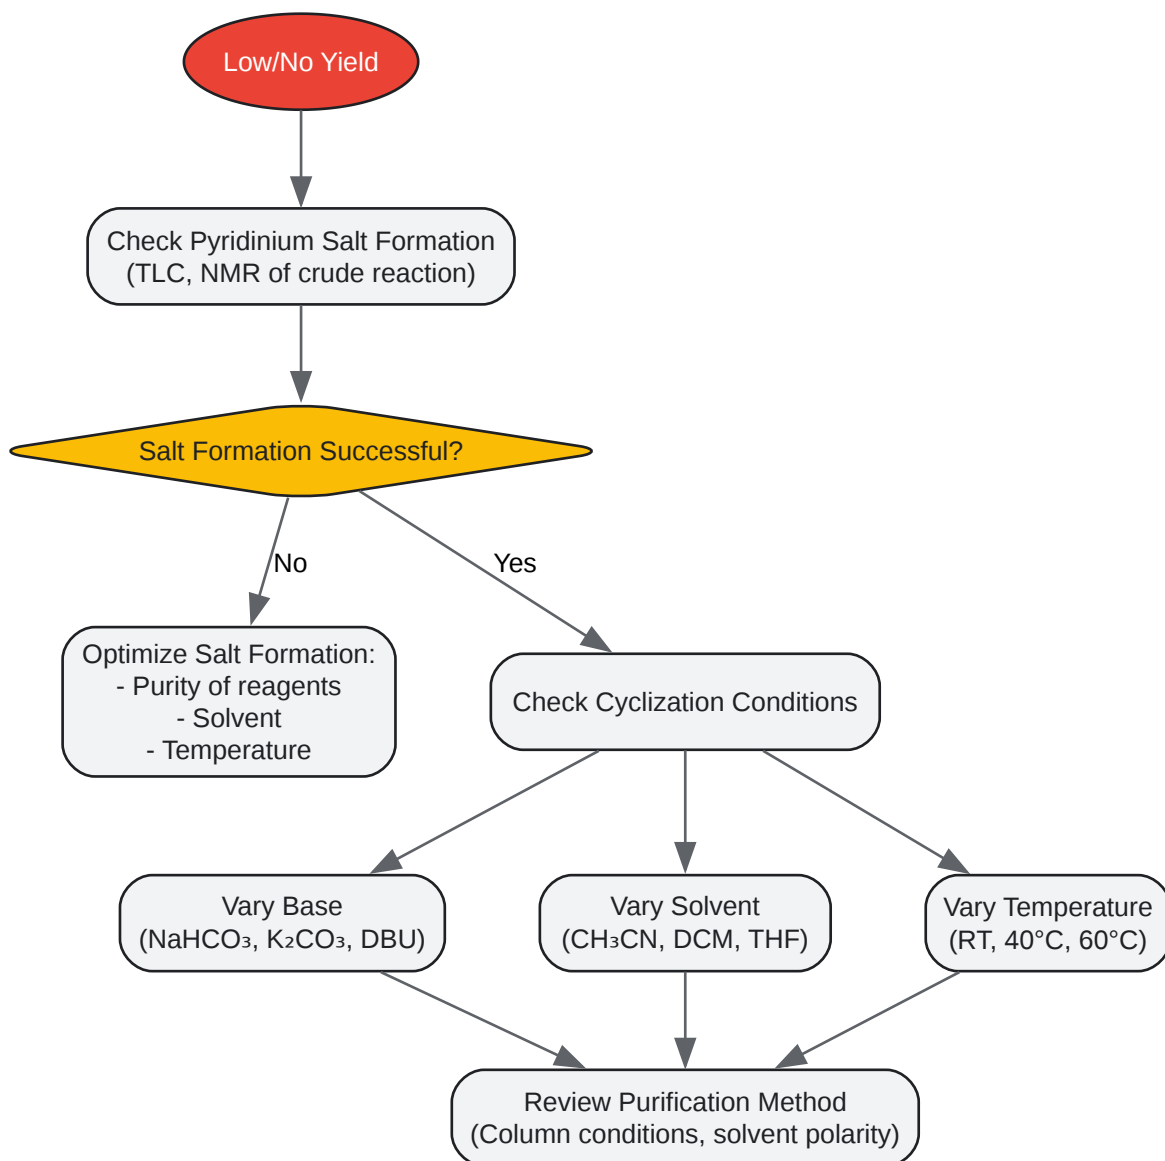 Low/No Yield
Check Pyridinium Salt Formation
(TLC, NMR of crude reaction)
Salt Formation Successful?
No
Yes
Optimize Salt Formation:
- Purity of reagents
- Solvent
- Temperature
Check Cyclization Conditions
Vary Base
(NaHCO₃, K₂CO₃, DBU)
Vary Solvent
(CH₃CN, DCM, THF)
Vary Temperature
(RT, 40°C, 60°C)
Review Purification Method
(Column conditions, solvent polarity)